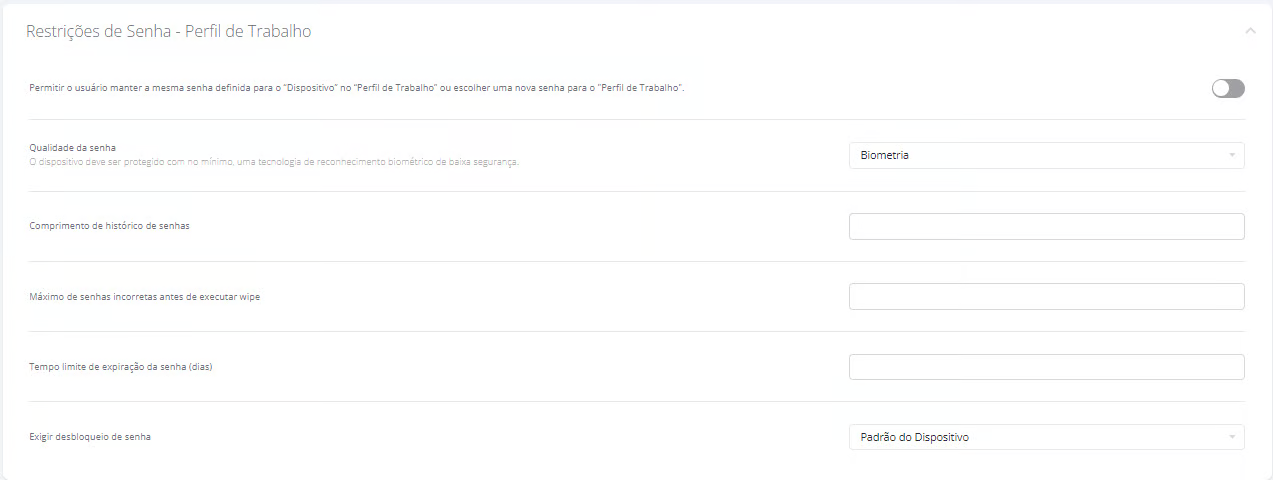 Restrições de Senha - Perfil de Trabalho
Permitir o usuário manter a mesma senha definida para o "Dispositivo" no "Perfil de Trabalho" ou escolher uma nova senha para o "Perfil de Trabalho".
Qualidade da senha
O dispositivo deve ser protegido com no mínimo, uma tecnologia de reconhecimento biométrico de baixa segurança.
Biometria
Comprimento de histórico de senhas
Máximo de senhas incorretas antes de executar wipe
Tempo limite de expiração da senha (dias)
Exigir desbloqueio de senha
Padrão do Dispositivo